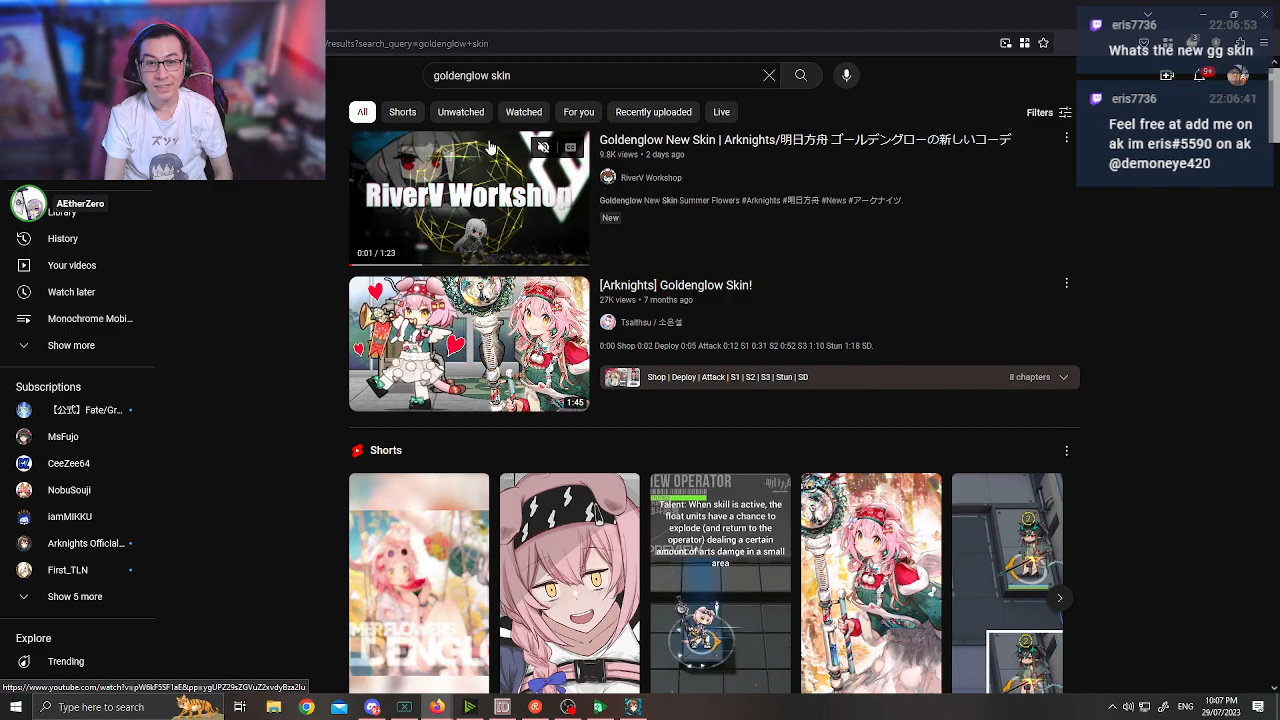 /results?search_query=goldenglow+skin
goldenglow skin
All
Shorts
Unwatched
Watched
For you
Recently uploaded
Live
Filters
eris7736
22:06:53
Whats the new gg skin
9+
eris7736
22:06:41
Feel free at add me on
ak im eris#5590 on ak
@demoneye420
AEtherZero
Library
History
Your videos
Watch later
Monochrome Mobi...
Show more
Subscriptions
【公式】 Fate/Gr...
MsFujo
CeeZee64
NobuSouji
iamMIKKU
Arknights Official...
First_TLN
Show 5 more
Explore
Trending
RiverV Workshop
0:01 / 1:23
Goldenglow New Skin | Arknights/明日方舟 ゴールデングローの新しいコーデ
9.8K views • 2 days ago
RiverV Workshop
Goldenglow New Skin Summer Flowers #Arknights #明日方舟 #News #アークナイツ.
New
1:45
[Arknights] Goldenglow Skin!
27K views • 7 months ago
Tsalthsu / 소은설
0:00 Shop 0:02 Deploy 0:05 Attack 0:12 S1 0:31 S2 0:52 S3 1:10 Stun 1:18 SD.
Shop | Deploy | Attack | S1 | S2 | S3 | Stun | SD
8 chapters
Shorts
MER FLOWERS
DENGL
NEW OPERATOR
Talent: When skill is active, the
float units have a chance to
explode (and return to the
operator) dealing a certain
amount of arts damge in a small
area
2
2
Type here to search
ENG
10:07 PM
29/07/2023